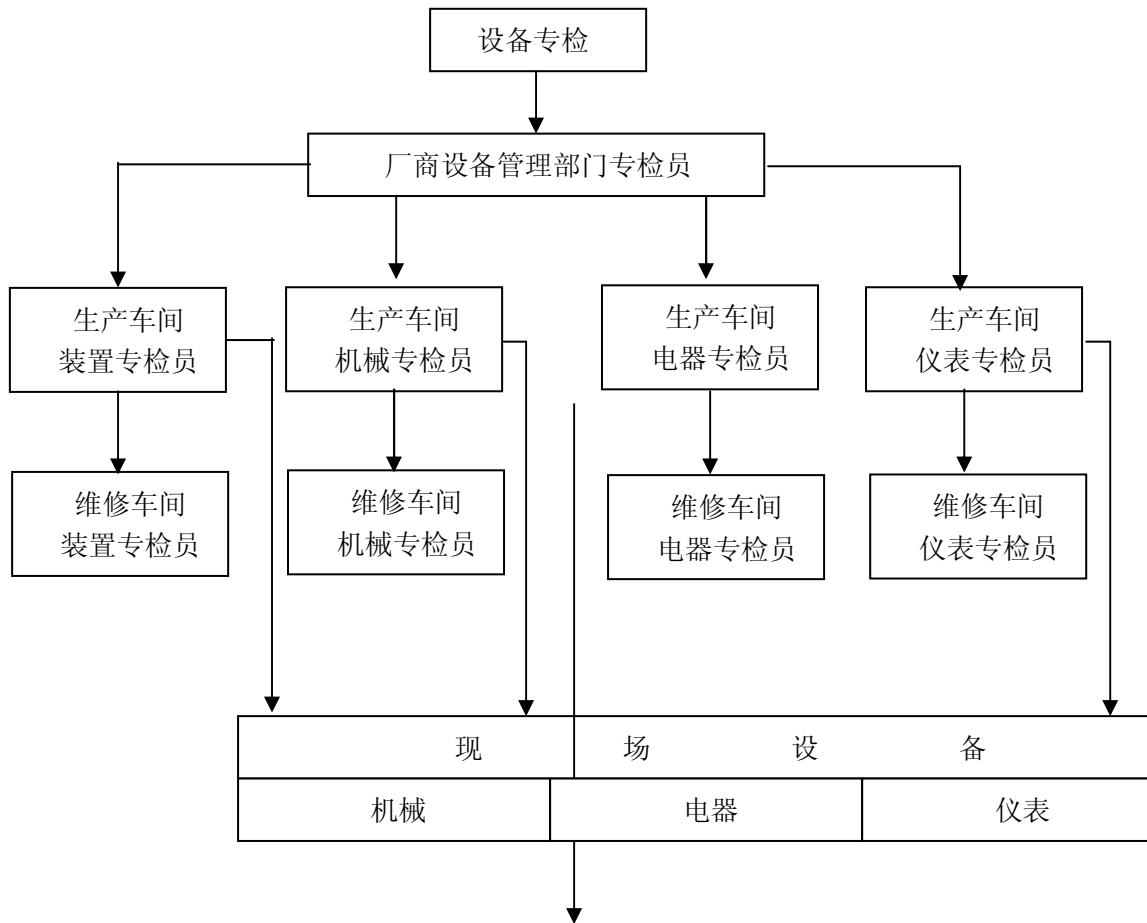 设备专检
厂商设备管理部门专检员
生产车间
装置专检员
生产车间
机械专检员
生产车间
电器专检员
生产车间
仪表专检员
维修车间
装置专检员
维修车间
机械专检员
维修车间
电器专检员
维修车间
仪表专检员
现 场 设 备
机械 电器 仪表